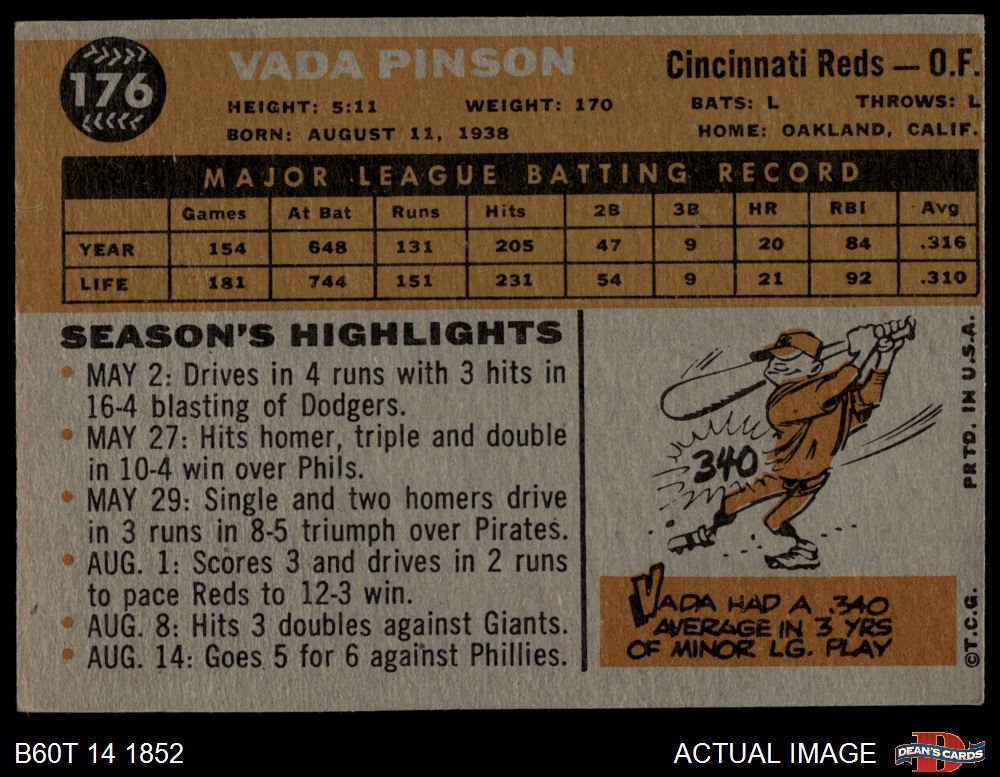 176
VADA PINSON
Cincinnati Reds — O.F.
HEIGHT: 5:11 WEIGHT: 170 BATS: L THROWS: L
BORN: AUGUST 11, 1938 HOME: OAKLAND, CALIF.
MAJOR LEAGUE BATTING RECORD
Games At Bat Runs Hits 2B 3B HR RBI Avg
YEAR 154 648 131 205 47 9 20 84 .316
LIFE 181 744 151 231 54 9 21 92 .310
SEASON'S HIGHLIGHTS
• MAY 2: Drives in 4 runs with 3 hits in
16-4 blasting of Dodgers.
• MAY 27: Hits homer, triple and double
in 10-4 win over Phils.
• MAY 29: Single and two homers drive
in 3 runs in 8-5 triumph over Pirates.
• AUG. 1: Scores 3 and drives in 2 runs
to pace Reds to 12-3 win.
• AUG. 8: Hits 3 doubles against Giants.
• AUG. 14: Goes 5 for 6 against Phillies.
340
VADA HAD A .340
AVERAGE IN 3 YRS
OF MINOR LG. PLAY
PRTD. IN U.S.A.
©T.C.G.
B60T 14 1852
ACTUAL IMAGE
D
DEAN'S CARDS